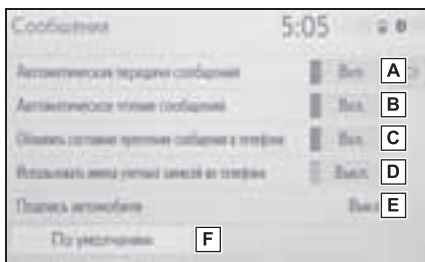 Сообщения 5:05
Автоматическая передача сообщения Вкл. A
Автоматическое чтение сообщений Вкл. B
Обновить состояние прочтения сообщения в телефоне Вкл. C
Использовать имена учетных записей из телефона Выкл. D
Подпись автомобиля Выкл E
По умолчанию F